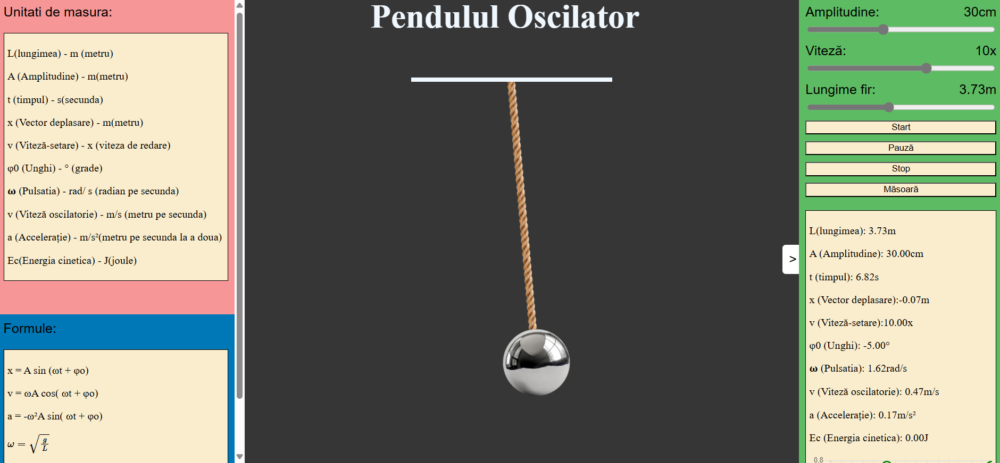 Unitati de masura:
L(lungimea) - m (metru)
A (Amplitudine) - m(metru)
t (timpul) - s(secunda)
x (Vector deplasare) - m(metru)
v (Viteză-setare) - x (viteza de redare)
φ0 (Unghi) - ° (grade)
ω (Pulsatia) - rad/ s (radian pe secunda)
v (Viteză oscilatorie) - m/s (metru pe secunda)
a (Accelerație) - m/s²(metru pe secunda la a doua)
Ec(Energia cinetica) - J(joule)
Formule:
x = A sin (ωt + φo)
v = ωA cos( ωt + φo)
a = -ω²A sin( ωt + φo)
ω = √(g/L)
Pendulul Oscilator
>
Amplitudine: 30cm
Viteză: 10x
Lungime fir: 3.73m
Start
Pauză
Stop
Măsoară
L(lungimea): 3.73m
A (Amplitudine): 30.00cm
t (timpul): 6.82s
x (Vector deplasare):-0.07m
v (Viteză-setare):10.00x
φ0 (Unghi): -5.00°
ω (Pulsatia): 1.62rad/s
v (Viteză oscilatorie): 0.47m/s
a (Accelerație): 0.17m/s²
Ec (Energia cinetica): 0.00J
0.8